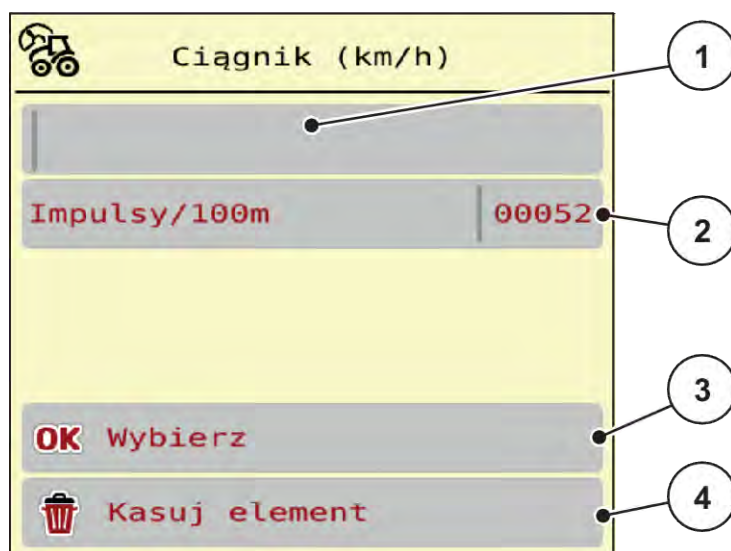 Ciągnik (km/h)
1
Impulsy/100m 00052
2
3
OK Wybierz
4
Kasuj element